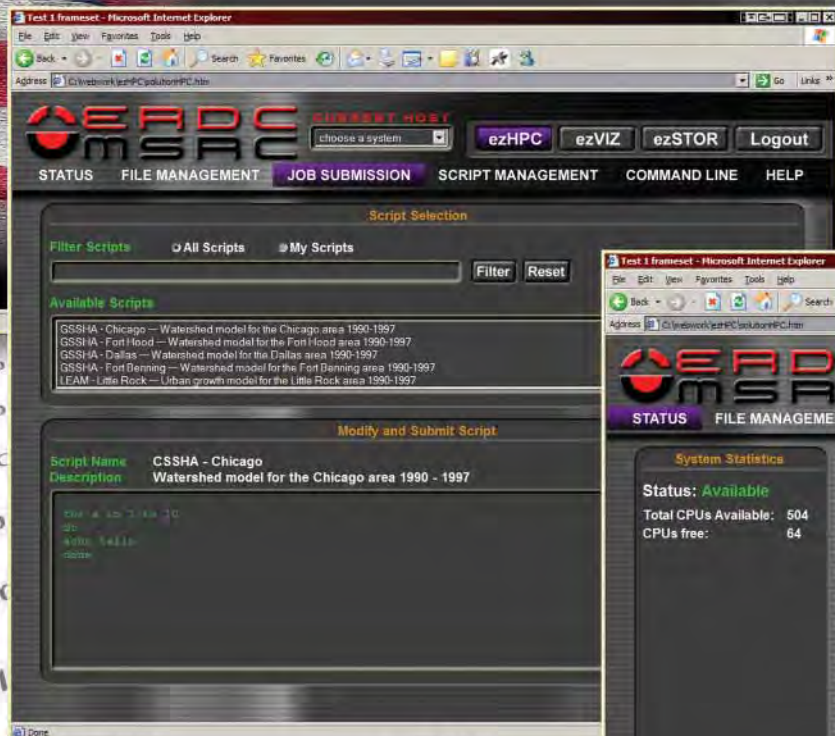 Test 1 frameset - Microsoft Internet Explorer
File Edit View Favorites Tools Help
Back Search Favorites
Address C:\webwork\ezHPC\solutionHPC.htm Go Links »
ERDC
MSRC
CURRENT HOST
choose a system
ezHPC ezVIZ ezSTOR Logout
STATUS FILE MANAGEMENT JOB SUBMISSION SCRIPT MANAGEMENT COMMAND LINE HELP
Script Selection
Filter Scripts All Scripts My Scripts
Filter Reset
Available Scripts
GSSHA - Chicago — Watershed model for the Chicago area 1990-1997
GSSHA - Fort Hood — Watershed model for the Fort Hood area 1990-1997
GSSHA - Dallas — Watershed model for the Dallas area 1990-1997
GSSHA - Fort Benning — Watershed model for the Fort Benning area 1990-1997
LEAM - Little Rock — Urban growth model for the Little Rock area 1990-1997
Modify and Submit Script
Script Name CSSHA - Chicago
Description Watershed model for the Chicago area 1990 - 1997
for x in 1 to 10
do
echo hello
done
Done
Test 1 frameset - Microsoft Internet Explorer
File Edit View Favorites Tools Help
Back Search
Address C:\webwork\ezHPC\solutionHPC.htm
ERD
MSR
STATUS FILE MANAGEME
System Statistics
Status: Available
Total CPUs Available: 504
CPUs free: 64